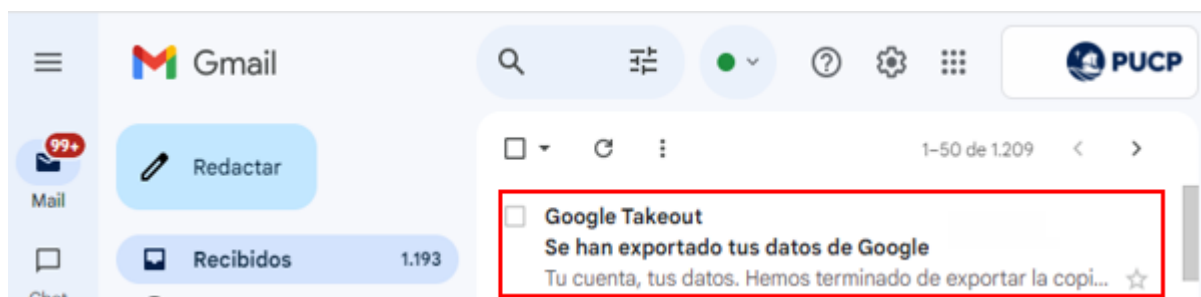 Gmail
PUCP
99+
Redactar
1-50 de 1.209
Mail
Google Takeout
Se han exportado tus datos de Google
Recibidos 1.193
Tu cuenta, tus datos. Hemos terminado de exportar la copi...